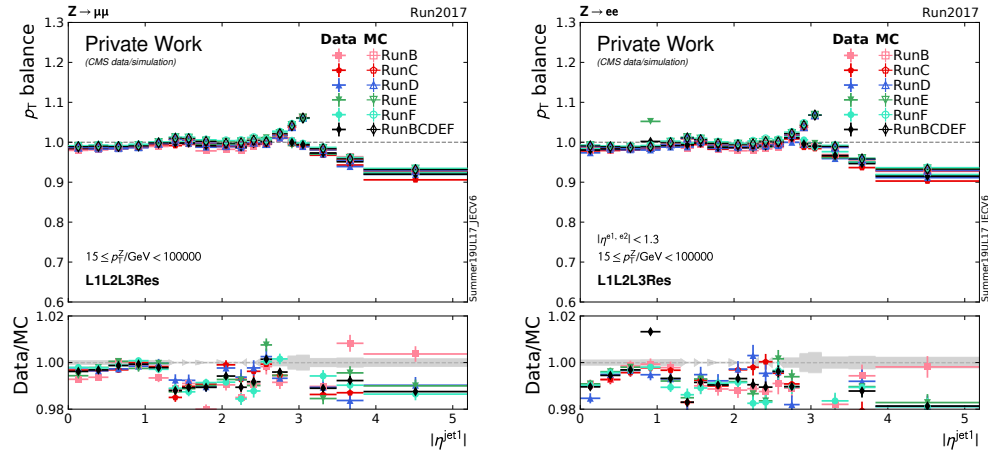 Z → μμ
Run2017
Private Work
(CMS data/simulation)
Data MC
RunB
RunC
RunD
RunE
RunF
RunBCDEF
p_T balance
1.3
1.2
1.1
1.0
0.9
0.8
0.7
0.6
15 ≤ p_T^Z/GeV < 100000
L1L2L3Res
Summer19UL17_JECV6
Data/MC
1.02
1.00
0.98
0 1 2 3 4 5
|η^jet1|
Z → ee
Run2017
Private Work
(CMS data/simulation)
Data MC
RunB
RunC
RunD
RunE
RunF
RunBCDEF
p_T balance
1.3
1.2
1.1
1.0
0.9
0.8
0.7
0.6
|η^e1, e2| < 1.3
15 ≤ p_T^Z/GeV < 100000
L1L2L3Res
Summer19UL17_JECV6
Data/MC
1.02
1.00
0.98
0 1 2 3 4 5
|η^jet1|